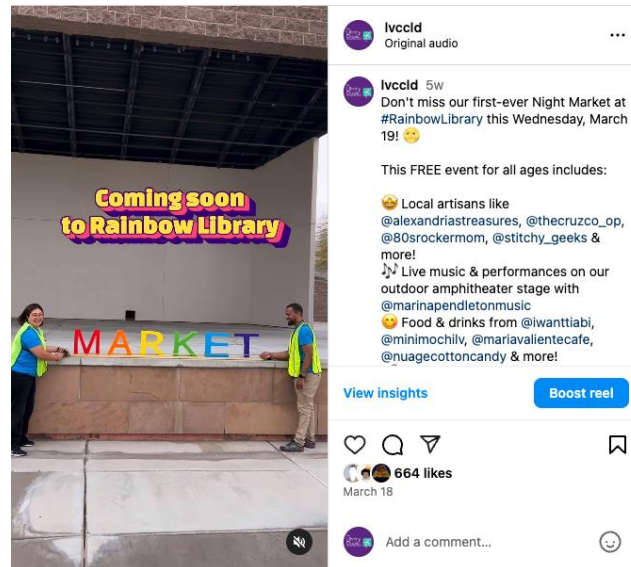 Coming soon
to Rainbow Library
MARKET
lvccld
Original audio
lvccld 5w
Don't miss our first-ever Night Market at
#RainbowLibrary this Wednesday, March
19! 😬
This FREE event for all ages includes:
🤩 Local artisans like
@alexandriastreasures, @thecruzco_op,
@80srockermom, @stitchy_geeks &
more!
🎶 Live music & performances on our
outdoor amphitheater stage with
@marinapendletonmusic
😋 Food & drinks from @iwanttiabi,
@minimochilv, @mariavalientecafe,
@nuagecottoncandy & more!
View insights
Boost reel
664 likes
March 18
Add a comment...